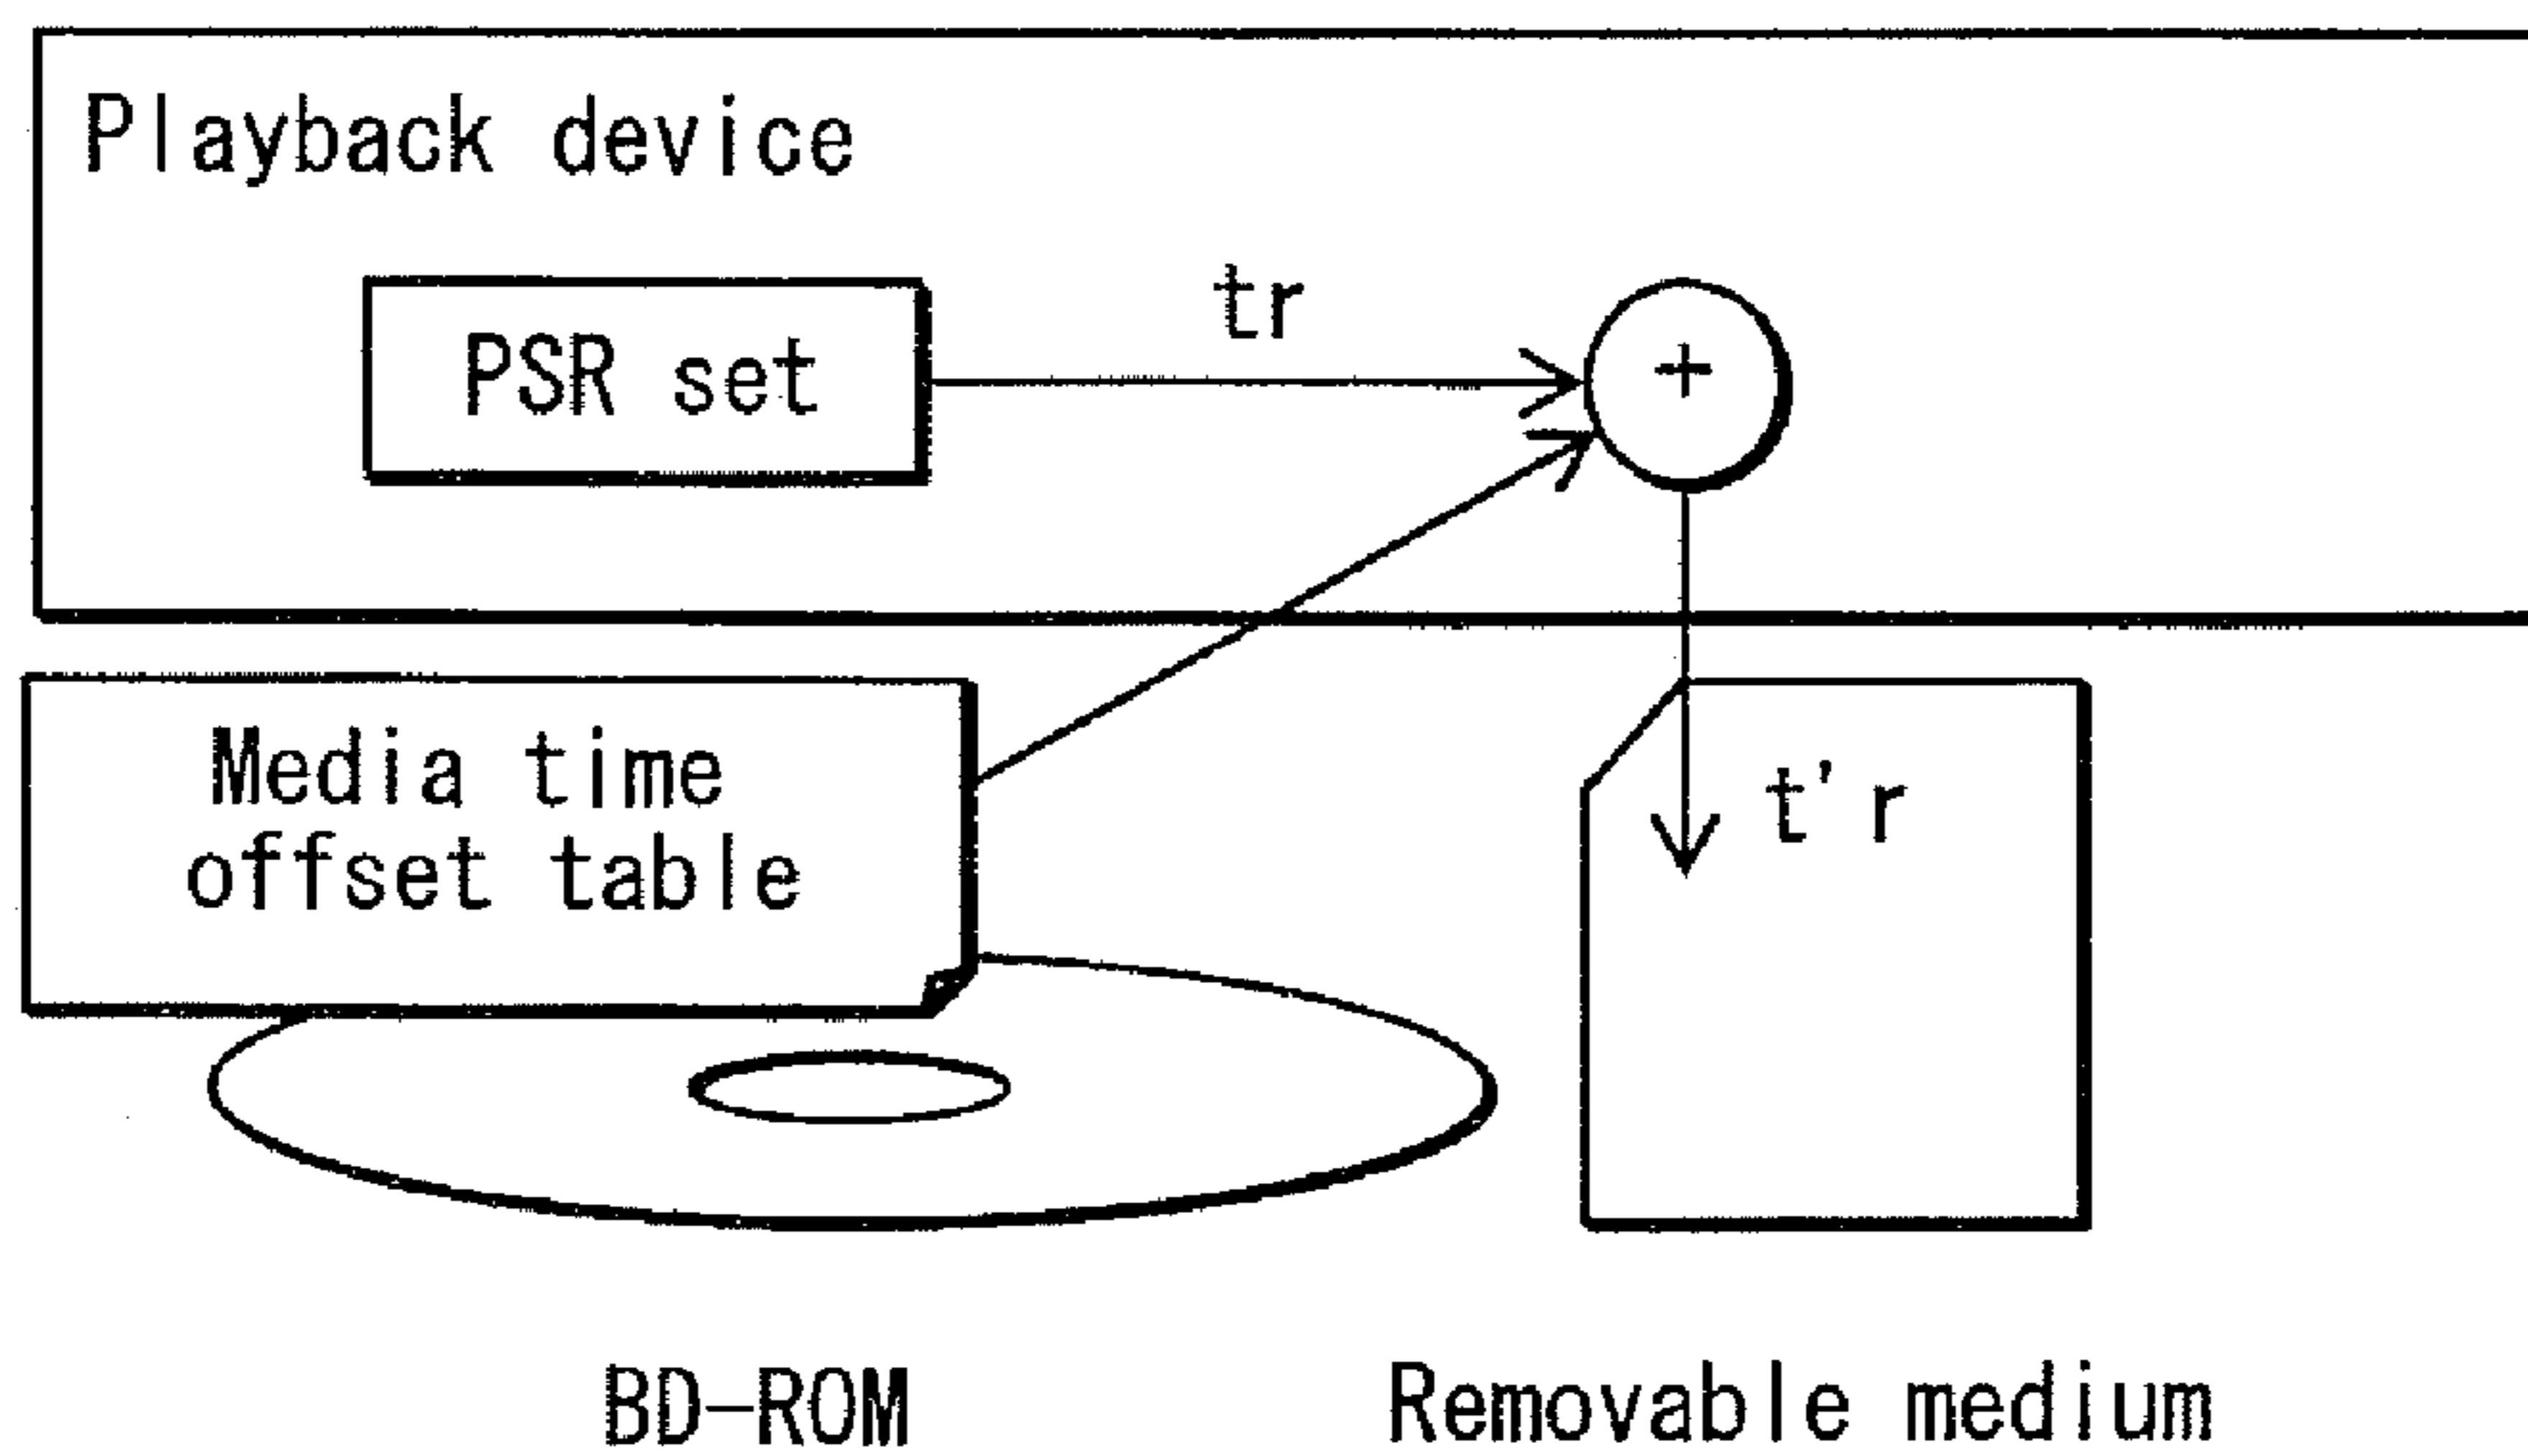 Playback device
tr
PSR set
+
Media time
offset table
t'r
BD-ROM
Removable medium